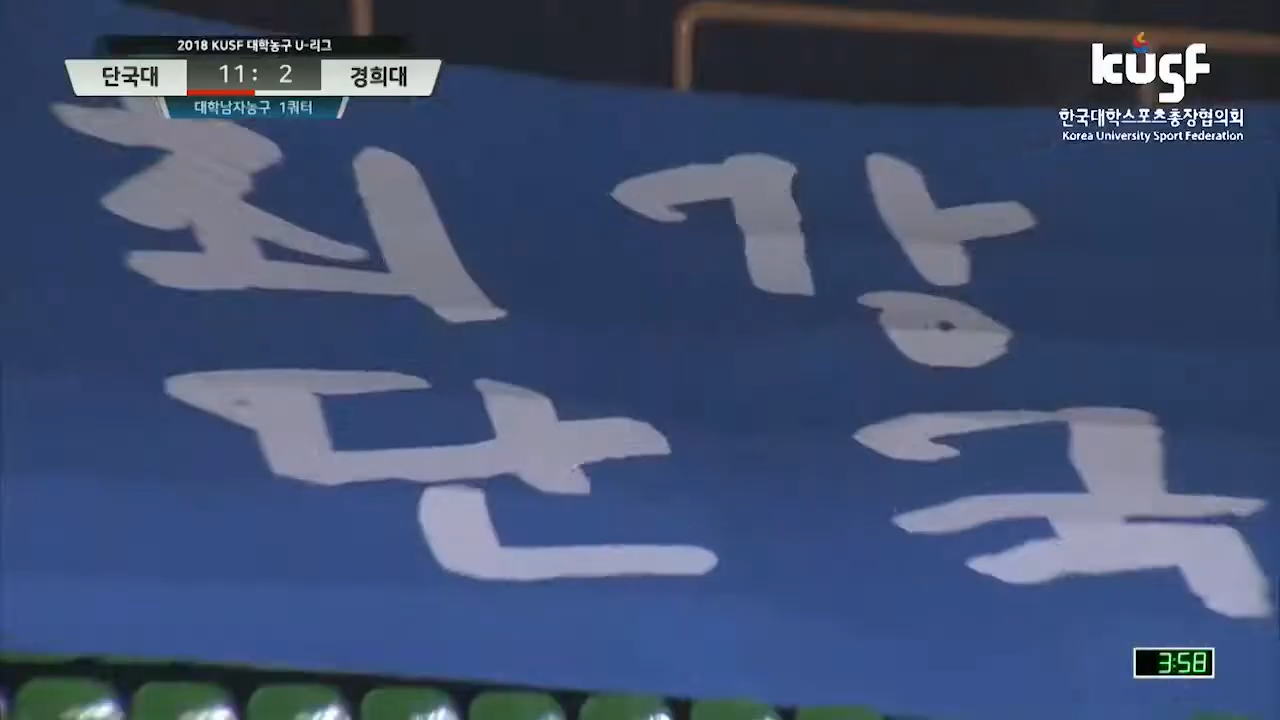 2018 KUSF 대학농구 U-리그
단국대 11 : 2 경희대
대학남자농구 1쿼터
kusf
한국대학스포츠총장협의회
Korea University Sport Federation
최강
단국
3:58